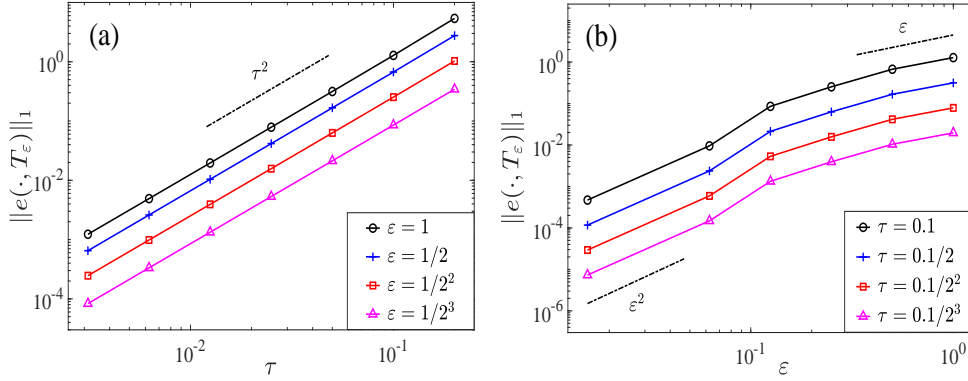 (a)
τ²
||e(·, T_ε)||₁
10⁰
10⁻²
10⁻⁴
10⁻²
10⁻¹
τ
ε = 1
ε = 1/2
ε = 1/2²
ε = 1/2³
(b)
ε
ε²
||e(·, T_ε)||₁
10⁰
10⁻²
10⁻⁴
10⁻⁶
10⁻¹
10⁰
ε
τ = 0.1
τ = 0.1/2
τ = 0.1/2²
τ = 0.1/2³